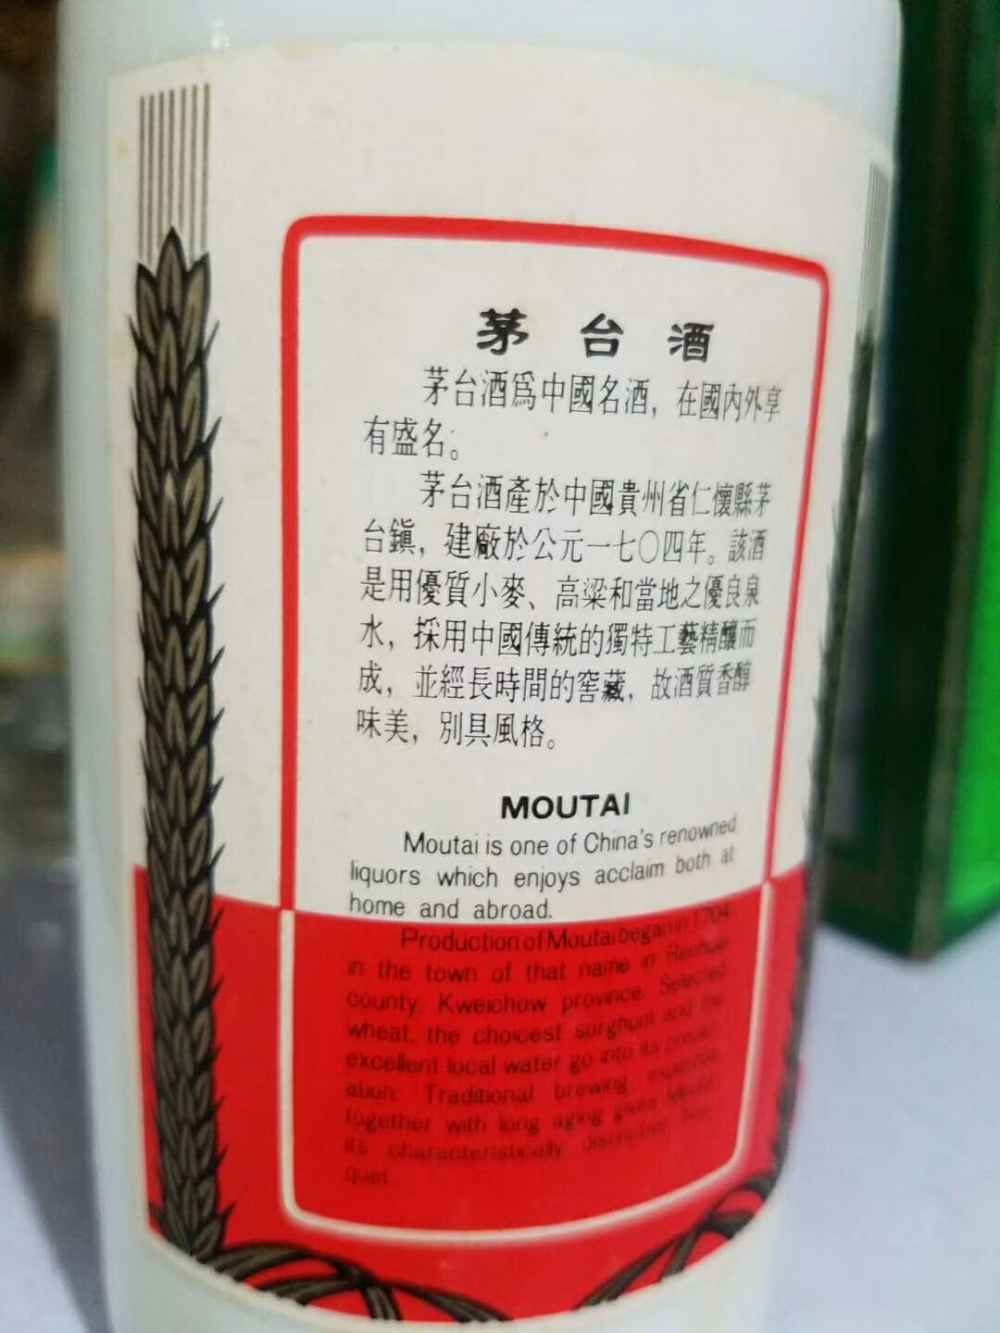 茅台酒
茅台酒爲中國名酒，在國內外享
有盛名。
茅台酒產於中國貴州省仁懷縣茅
台鎮，建廠於公元一七〇四年。該酒
是用優質小麥、高粱和當地之優良泉
水，採用中國傳統的獨特工藝精釀而
成，並經長時間的窖藏，故酒質香醇
味美，別具風格。
MOUTAI
Moutai is one of China's renowned
liquors which enjoys acclaim both at
home and abroad.
Production of Moutai began in 1704
in the town of that name in
county, Kweichow province. Selected
wheat, the choicest sorghum and the
excellent local water go into its
ation. Traditional brewing
together with long aging gives
its characteristically
quet.